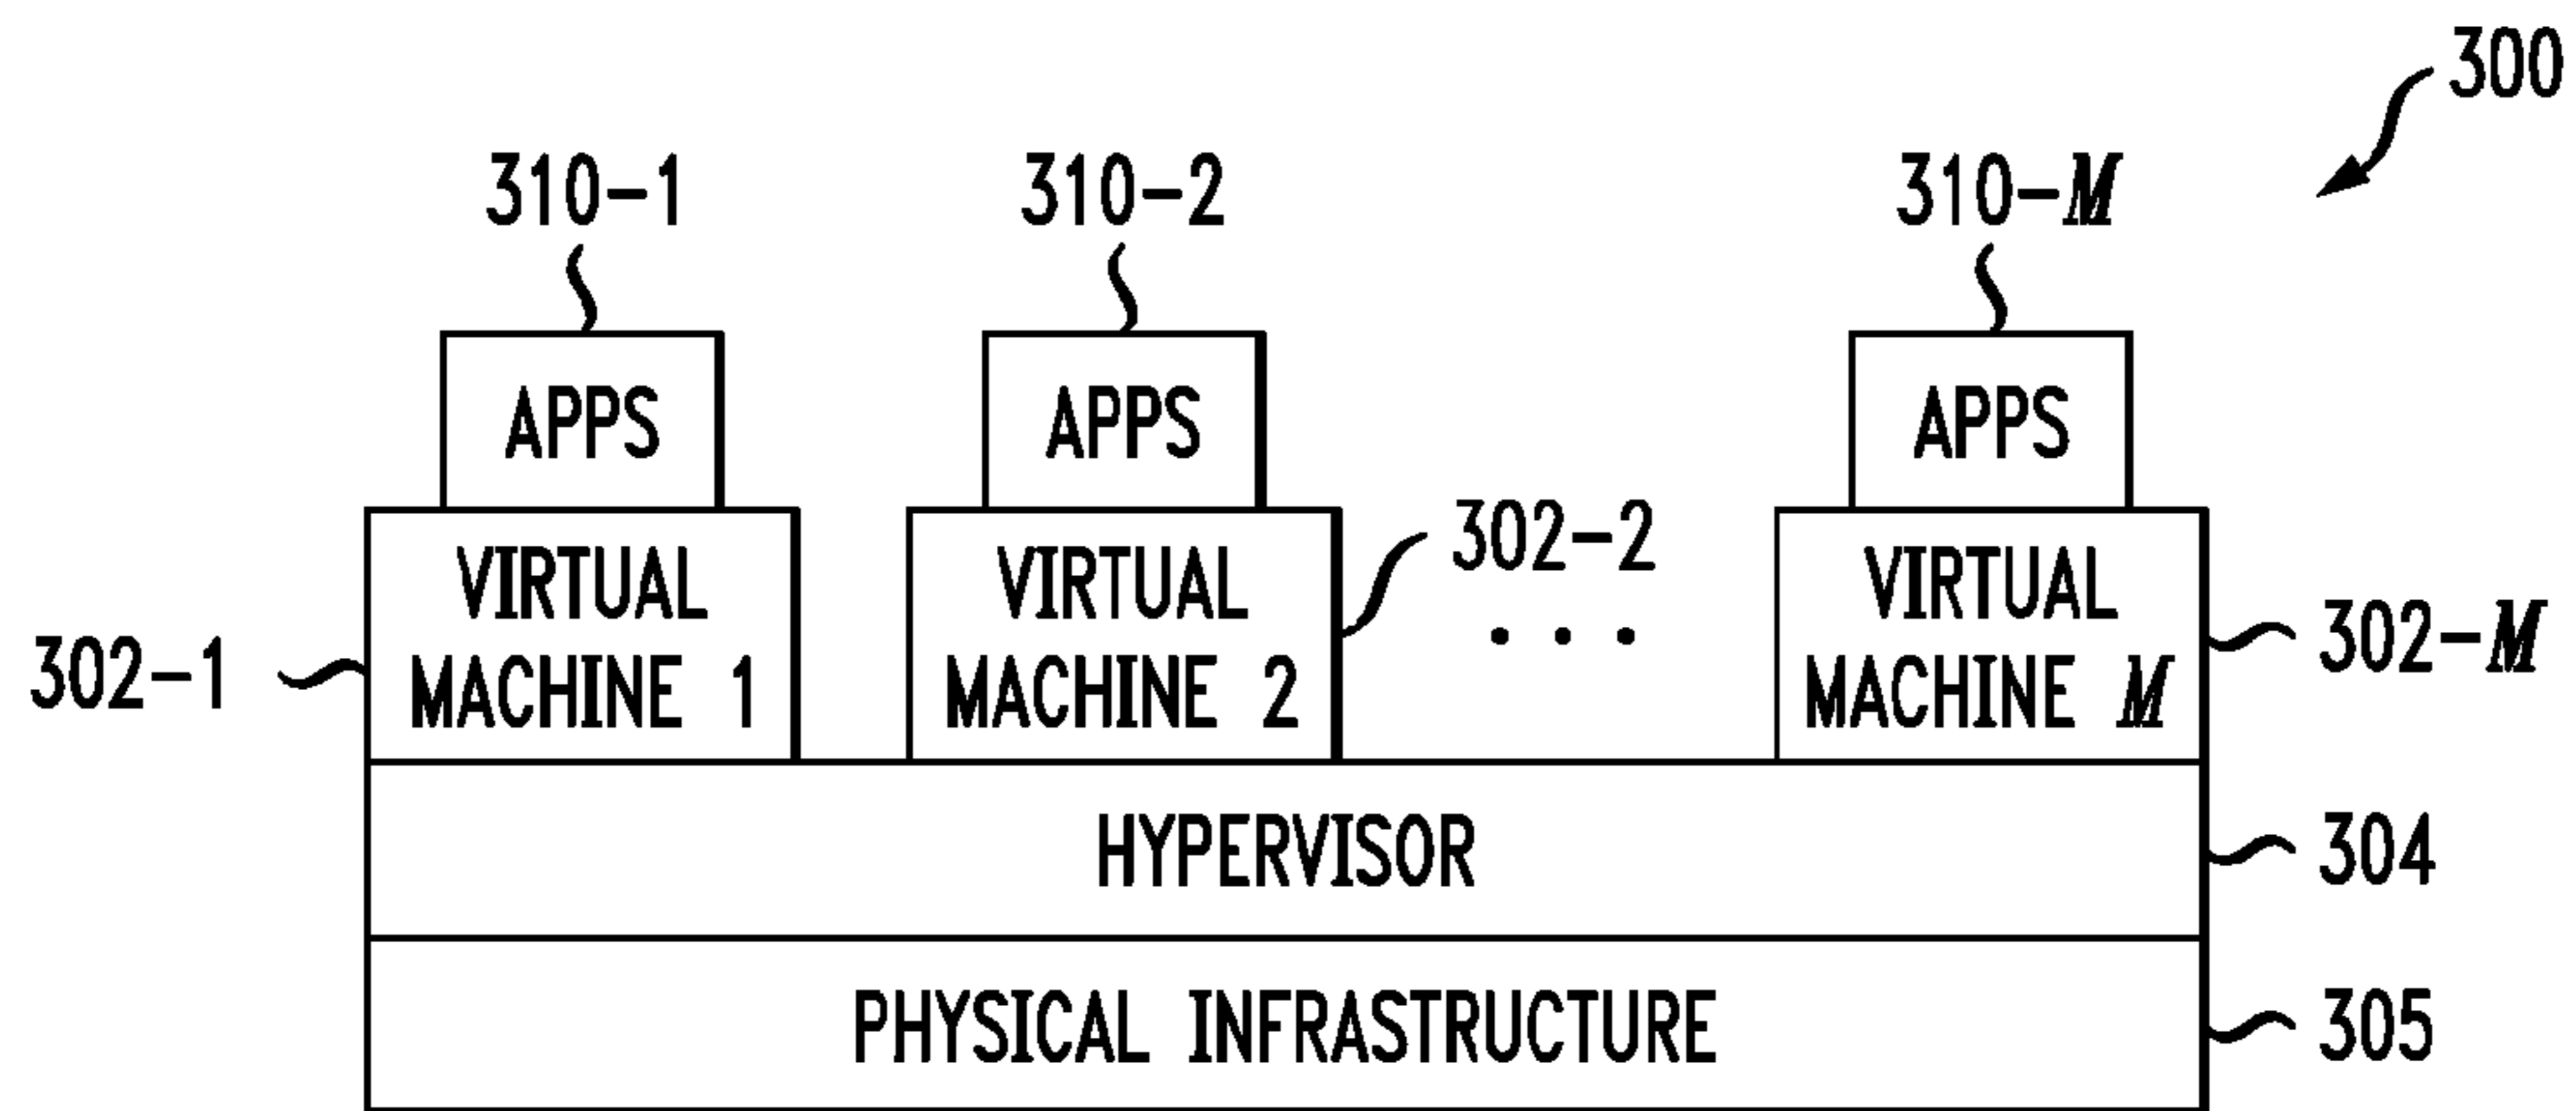 300
310-1
310-2
310-M
APPS
APPS
APPS
302-2
VIRTUAL
MACHINE 1
VIRTUAL
MACHINE 2
. . .
VIRTUAL
MACHINE M
302-1
302-M
HYPERVISOR
304
PHYSICAL INFRASTRUCTURE
305